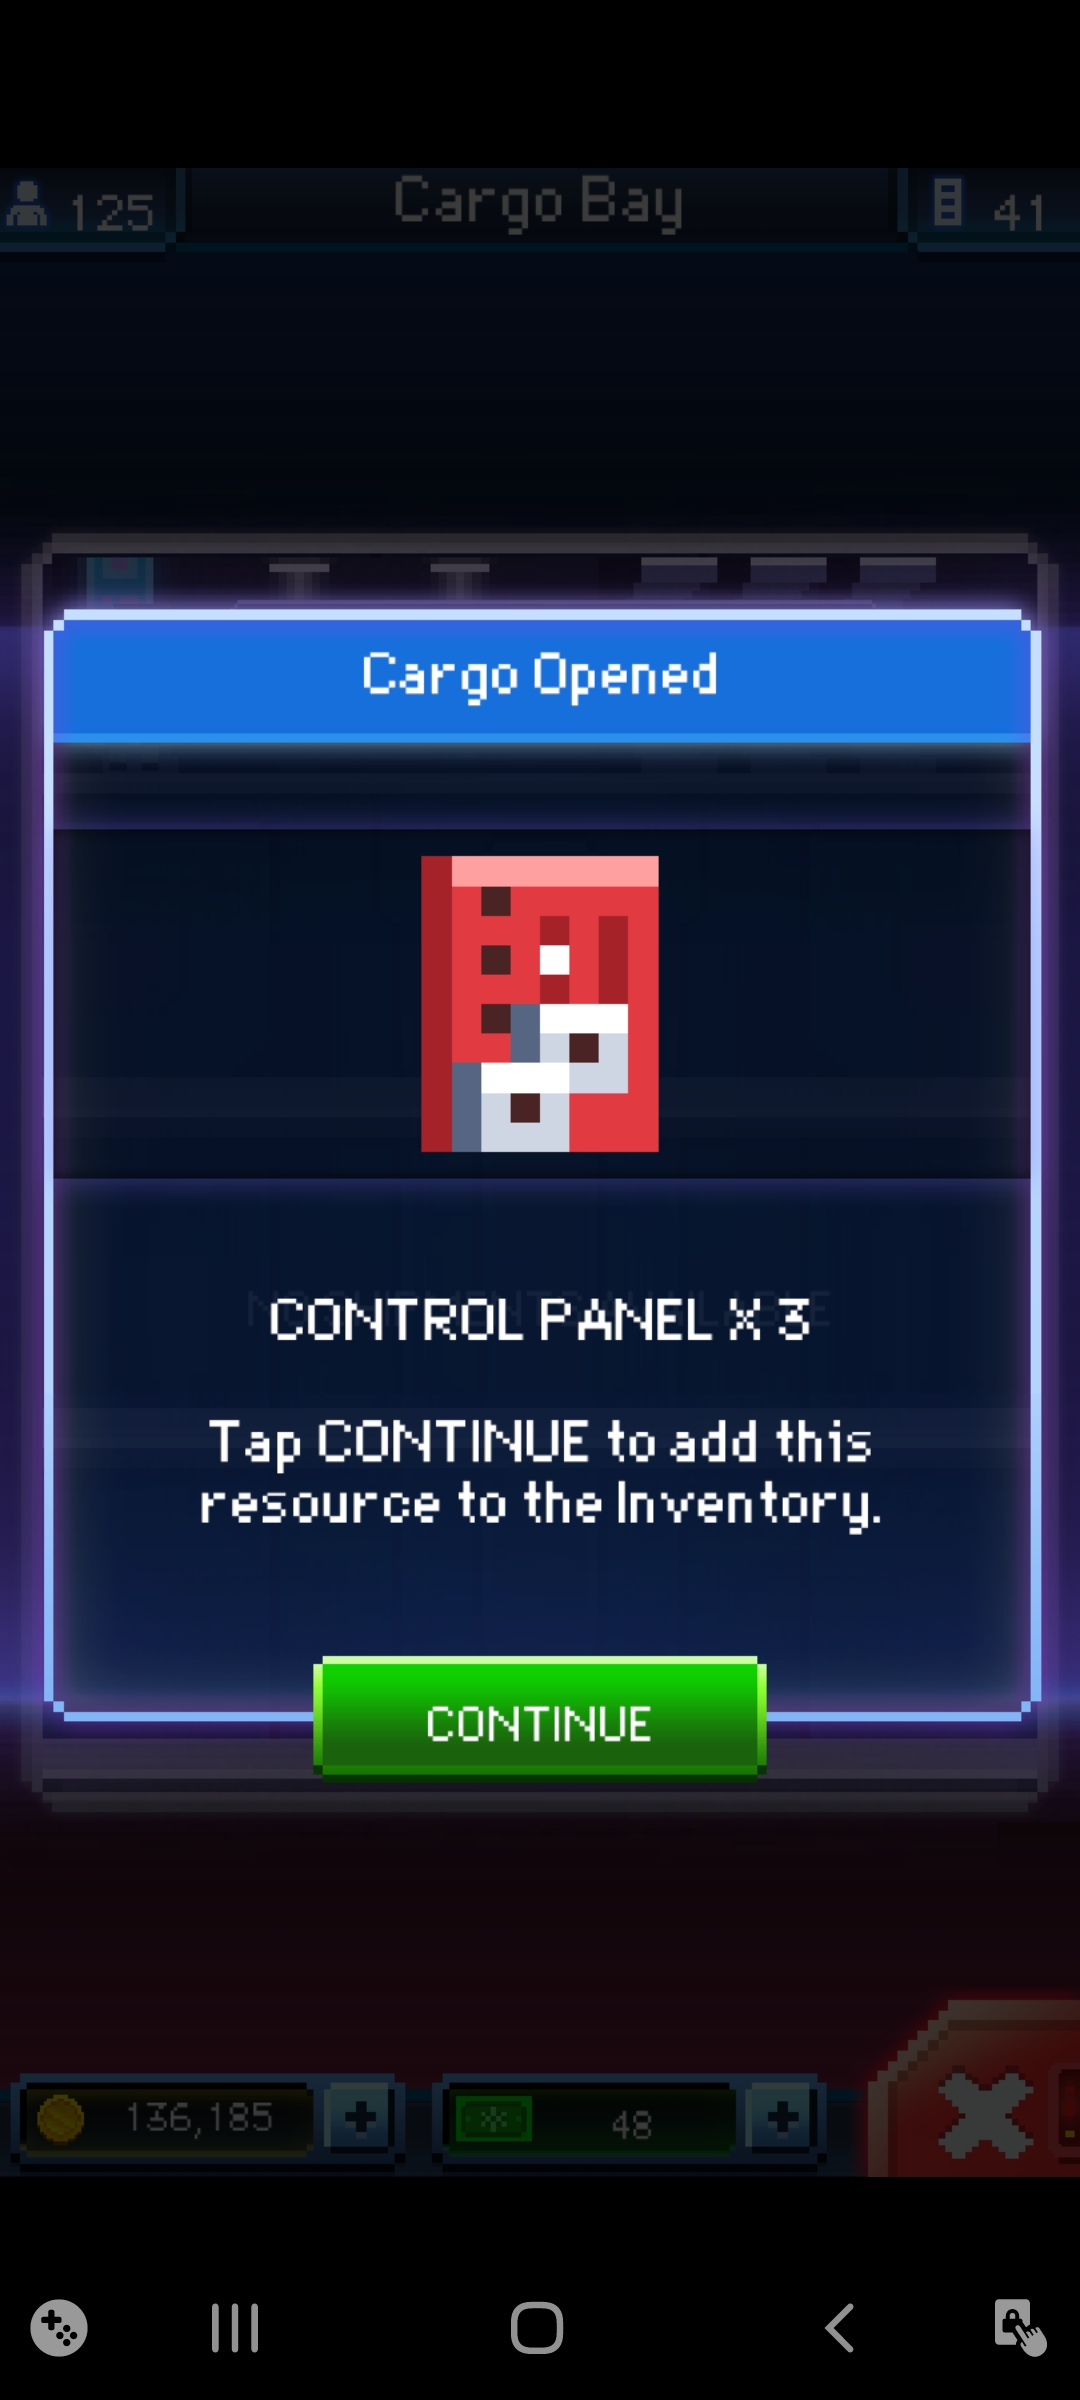 125
Cargo Bay
41
Cargo Opened
CONTROL PANEL X 3
Tap CONTINUE to add this
resource to the Inventory.
CONTINUE
136,185
48